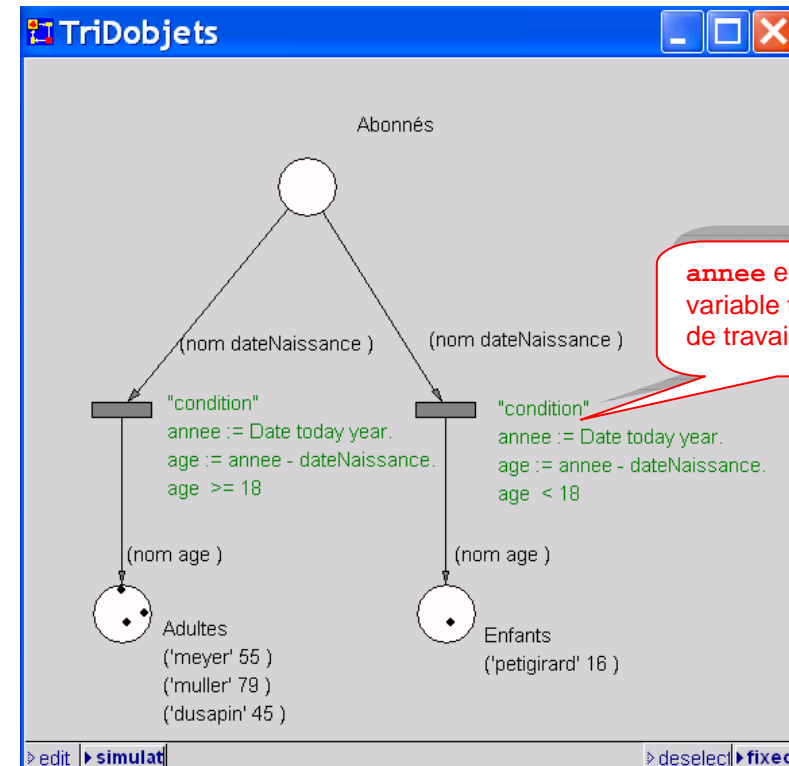 TriDobjets
Abonnés
annee e
variable
de travai
(nom dateNaissance )
(nom dateNaissance )
"condition"
annee := Date today year.
age := annee - dateNaissance.
age >= 18
"condition"
annee := Date today year.
age := annee - dateNaissance.
age < 18
(nom age )
(nom age )
Adultes
('meyer' 55 )
('muller' 79 )
('dusapin' 45 )
Enfants
('petigirard' 16 )
edit simulat deselect fixed